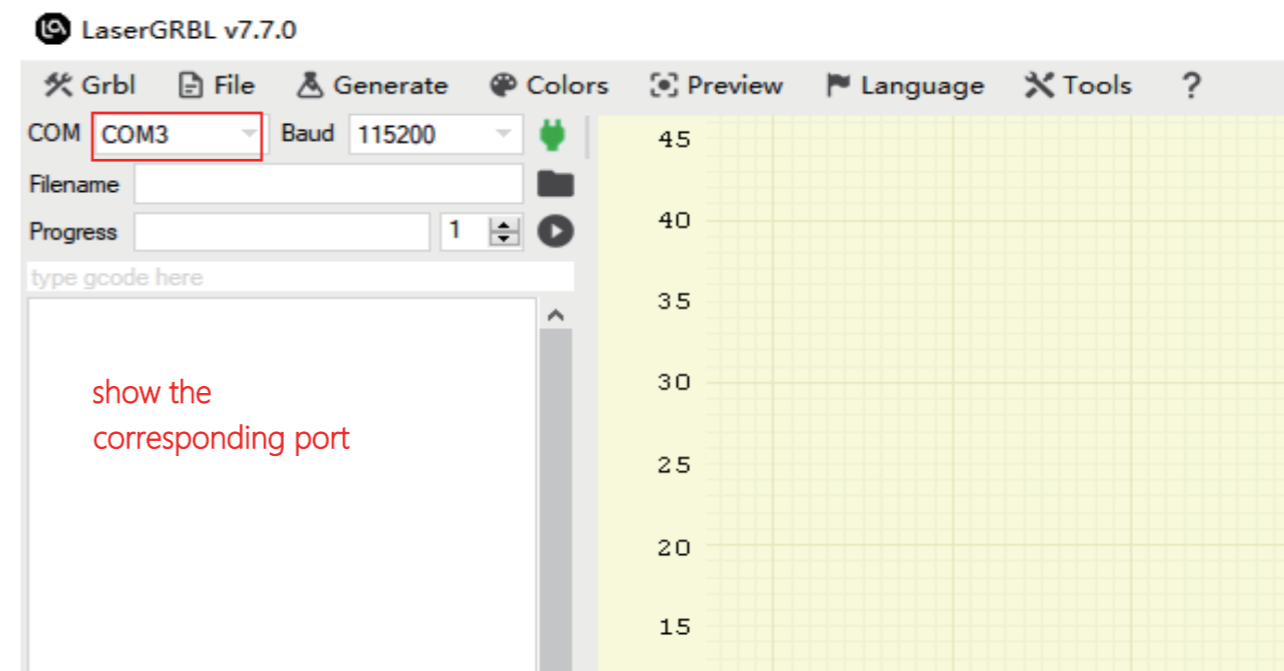 LaserGRBL v7.7.0
Grbl File Generate Colors Preview Language Tools ?
COM COM3 Baud 115200
Filename
Progress 1
type gcode here
show the
corresponding port
45
40
35
30
25
20
15